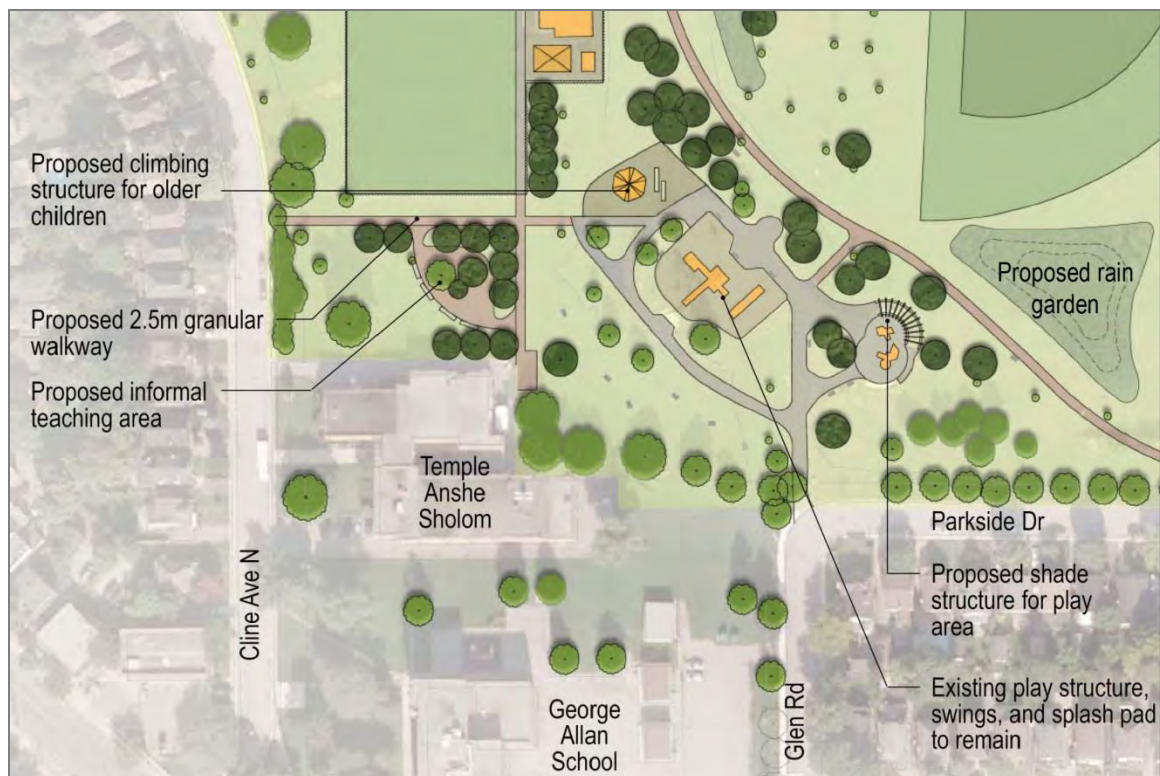 Proposed climbing
structure for older
children
Proposed 2.5m granular
walkway
Proposed informal
teaching area
Proposed rain
garden
Temple
Anshe
Sholom
Cline Ave N
George
Allan
School
Glen Rd
Parkside Dr
Proposed shade
structure for play
area
Existing play structure,
swings, and splash pad
to remain